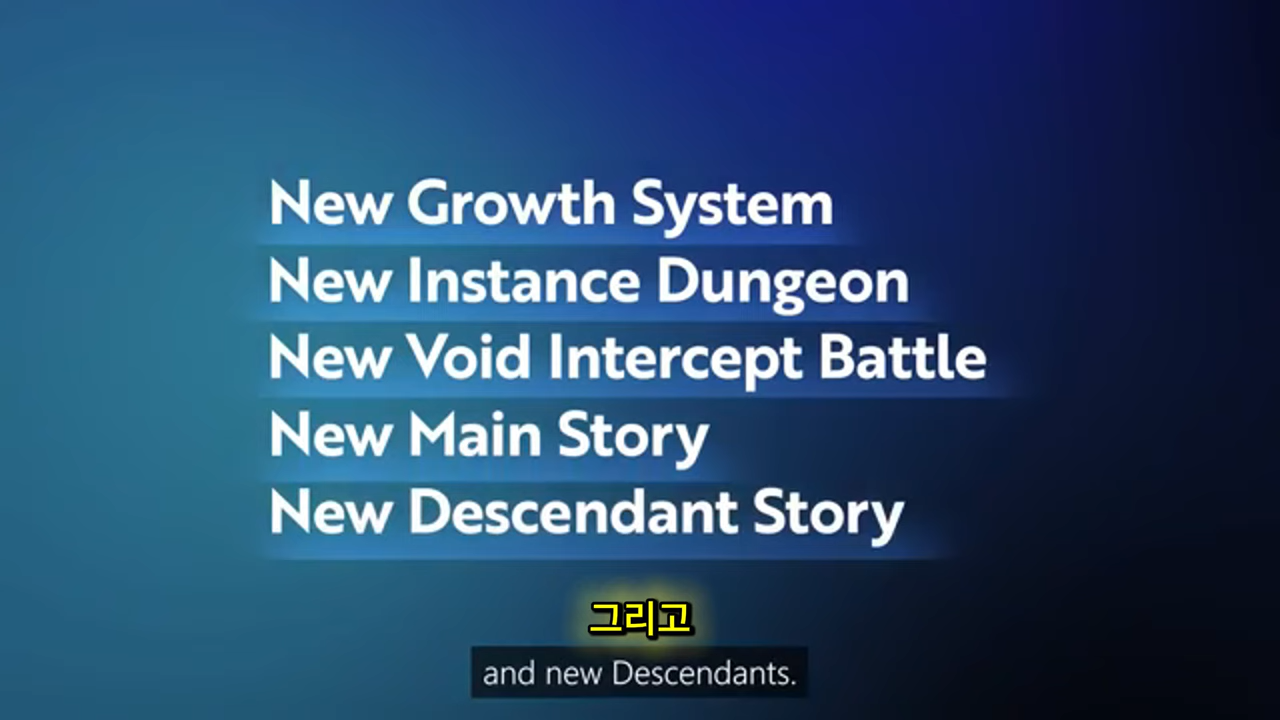 New Growth System
New Instance Dungeon
New Void Intercept Battle
New Main Story
New Descendant Story
그리고
and new Descendants.